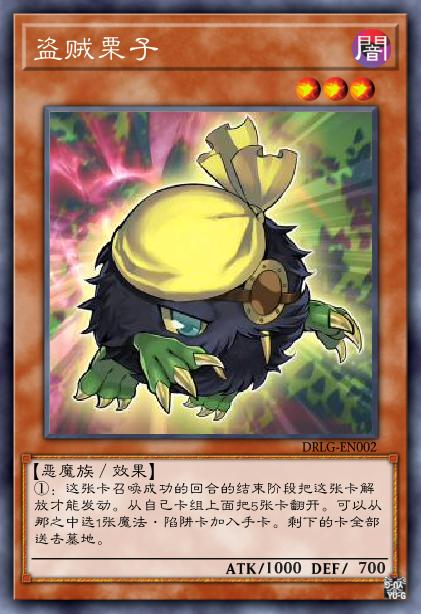 盗贼栗子
闇
DRLG-EN002
【恶魔族／效果】
①：这张卡召唤成功的回合的结束阶段把这张卡解
放才能发动。从自己卡组上面把5张卡翻开。可以从
那之中选1张魔法·陷阱卡加入手卡。剩下的卡全部
送去墓地。
ATK/1000 DEF/ 700